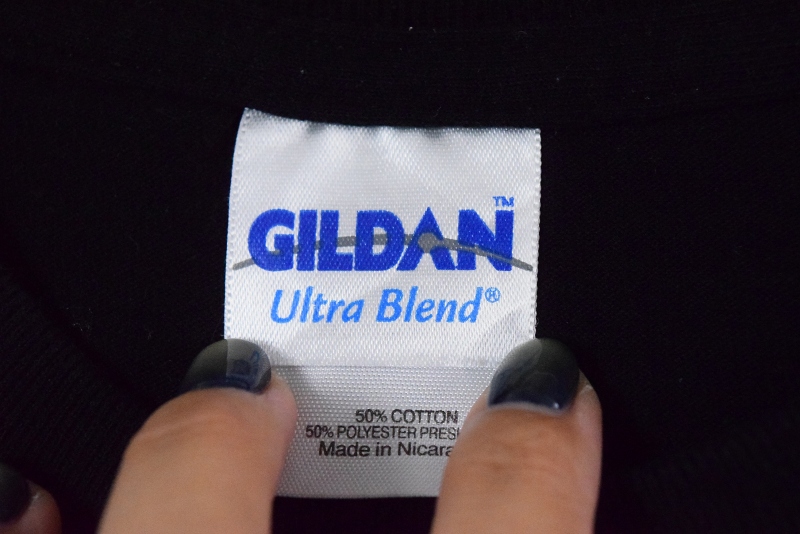 GILDAN™
Ultra Blend®
50% COTTON
50% POLYESTER
Made in